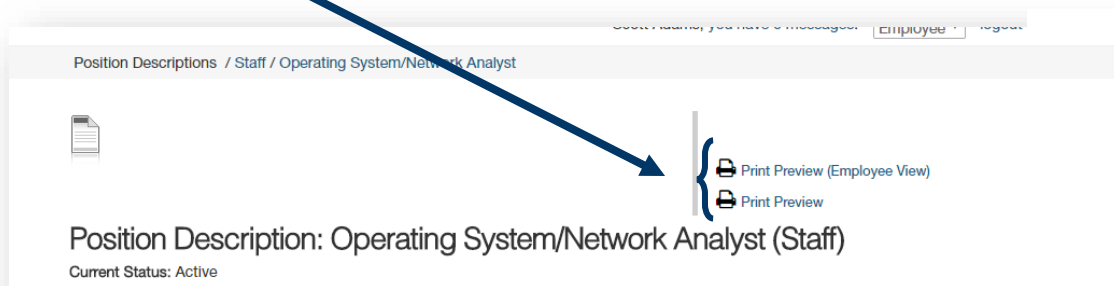 Scott Adams, you have 0 messages. Employee logout
Position Descriptions / Staff / Operating System/Network Analyst
Print Preview (Employee View)
Print Preview
Position Description: Operating System/Network Analyst (Staff)
Current Status: Active